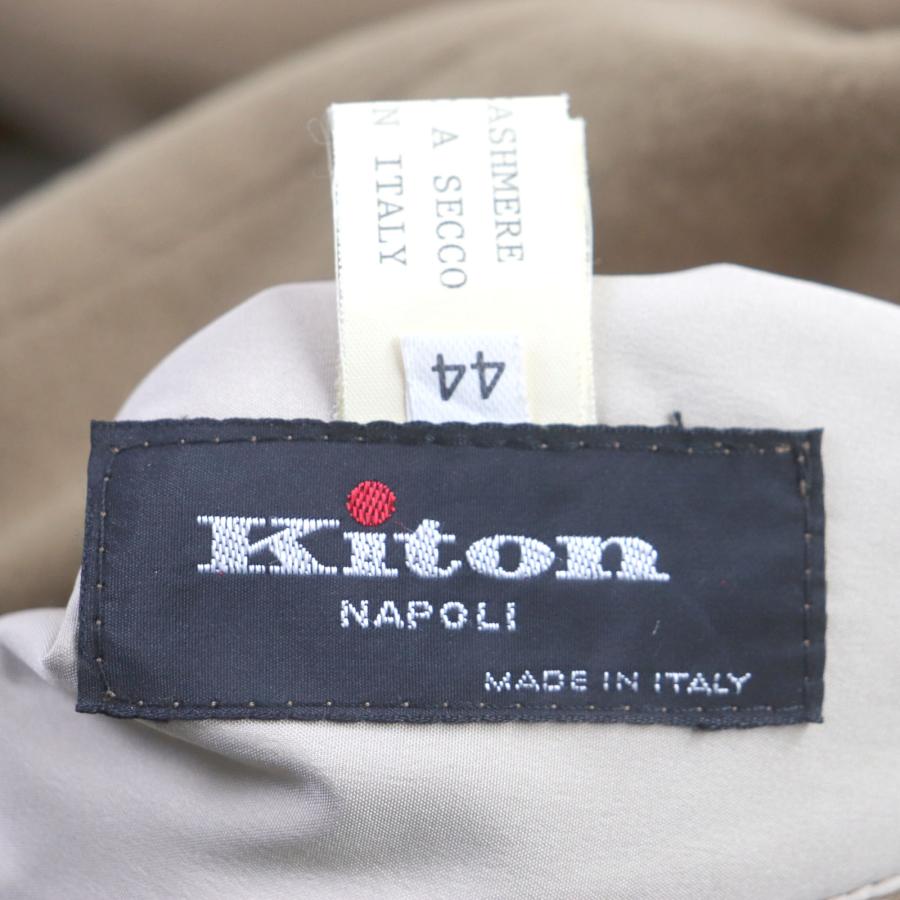 ASHMERE
A SECCO
N ITALY
44
Kiton
NAPOLI
MADE IN ITALY